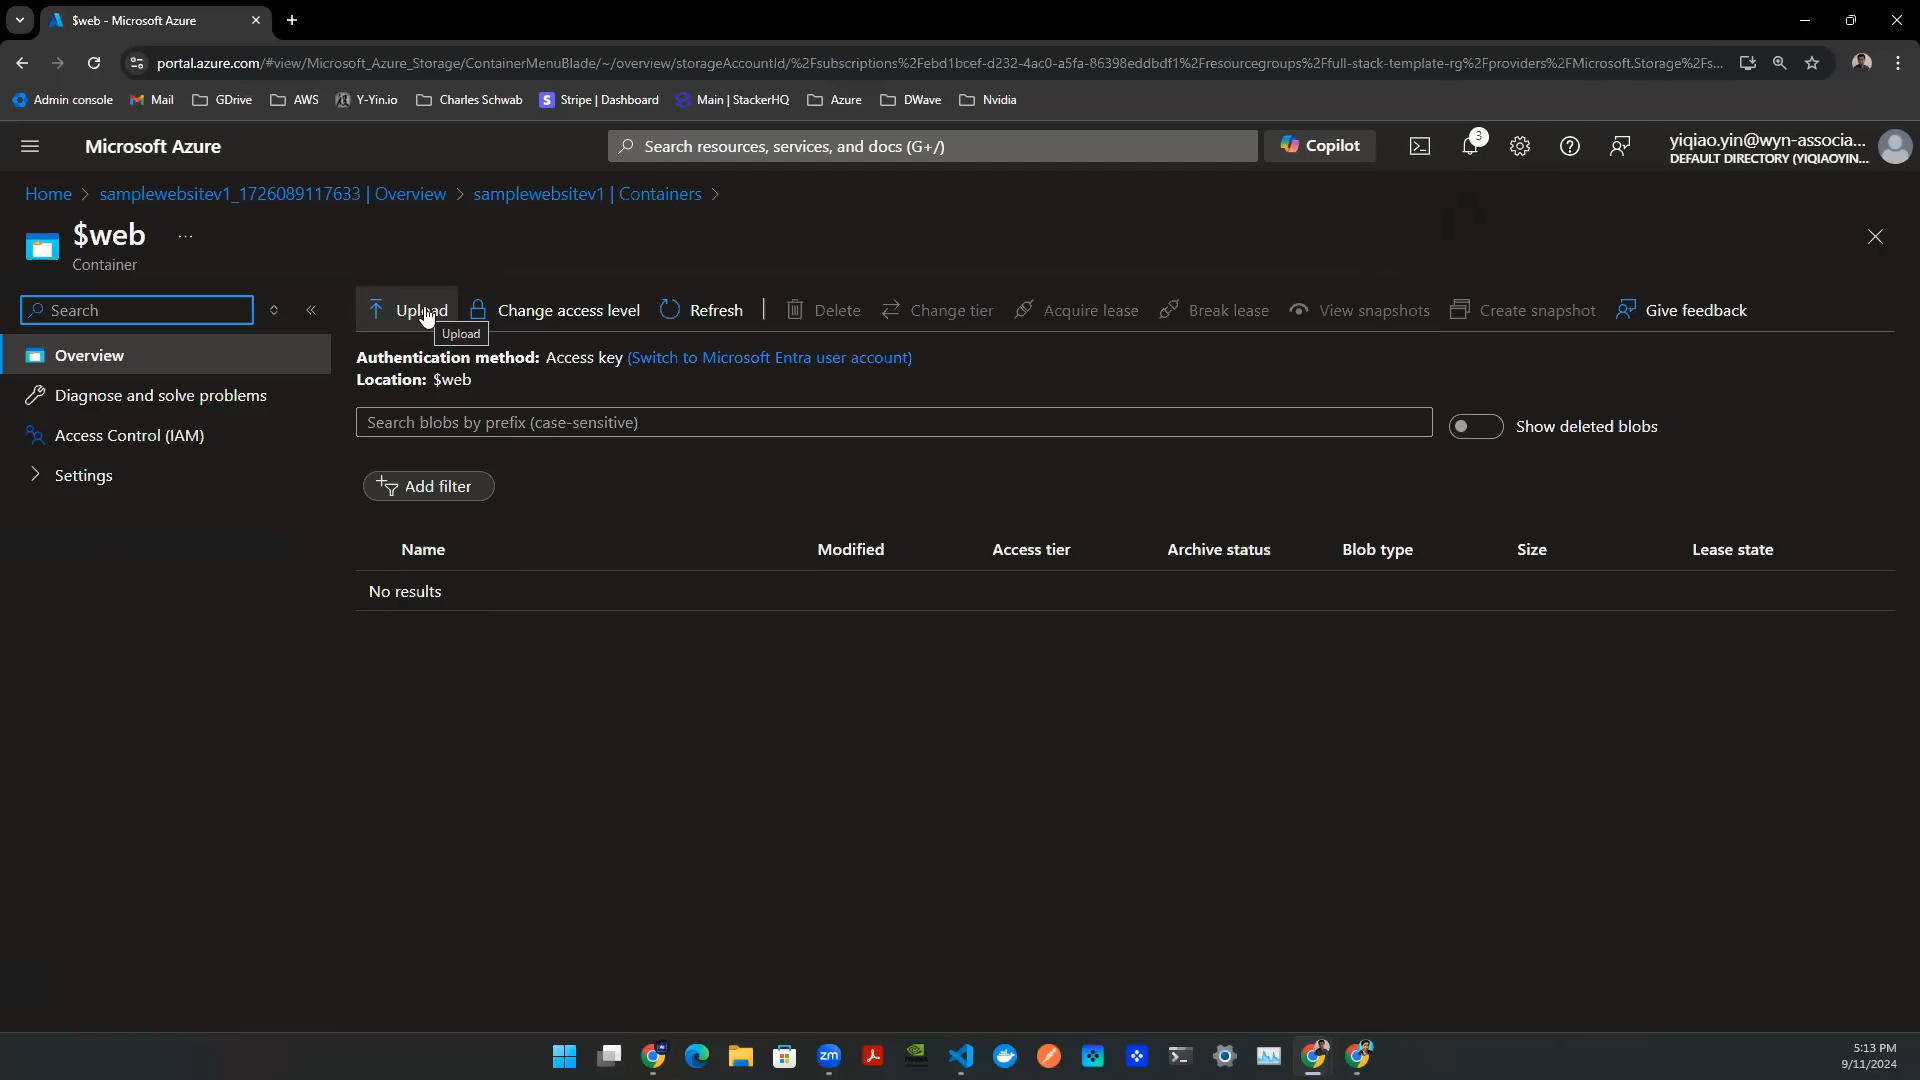 $web - Microsoft Azure
portal.azure.com/#view/Microsoft_Azure_Storage/ContainerMenuBlade/~/overview/storageAccountId/%2Fsubscriptions%2Febd1bcef-d232-4ac0-a5fa-86398eddbdf1%2Fresourcegroups%2Ffull-stack-template-rg%2Fproviders%2FMicrosoft.Storage%2Fs...
Admin console Mail GDrive AWS Y-Yin.io Charles Schwab Stripe | Dashboard Main | StackerHQ Azure DWave Nvidia
Microsoft Azure
Search resources, services, and docs (G+/)
Copilot
3
yiqiao.yin@wyn-associa...
DEFAULT DIRECTORY (YIQIAOYIN...
Home > samplewebsitev1_1726089117633 | Overview > samplewebsitev1 | Containers >
$web ...
Container
Search
Overview
Diagnose and solve problems
Access Control (IAM)
Settings
Upload Change access level Refresh Delete Change tier Acquire lease Break lease View snapshots Create snapshot Give feedback
Upload
Authentication method: Access key (Switch to Microsoft Entra user account)
Location: $web
Search blobs by prefix (case-sensitive)
Show deleted blobs
Add filter
Name Modified Access tier Archive status Blob type Size Lease state
No results
zm
5:13 PM
9/11/2024